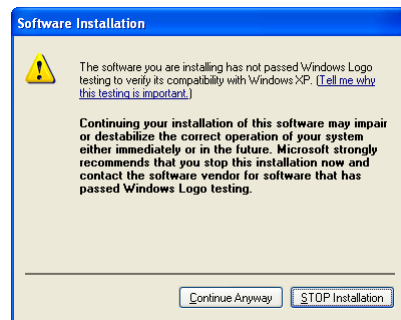 Software Installation
The software you are installing has not passed Windows Logo
testing to verify its compatibility with Windows XP. (Tell me why
this testing is important.)
Continuing your installation of this software may impair
or destabilize the correct operation of your system
either immediately or in the future. Microsoft strongly
recommends that you stop this installation now and
contact the software vendor for software that has
passed Windows Logo testing.
Continue Anyway
STOP Installation